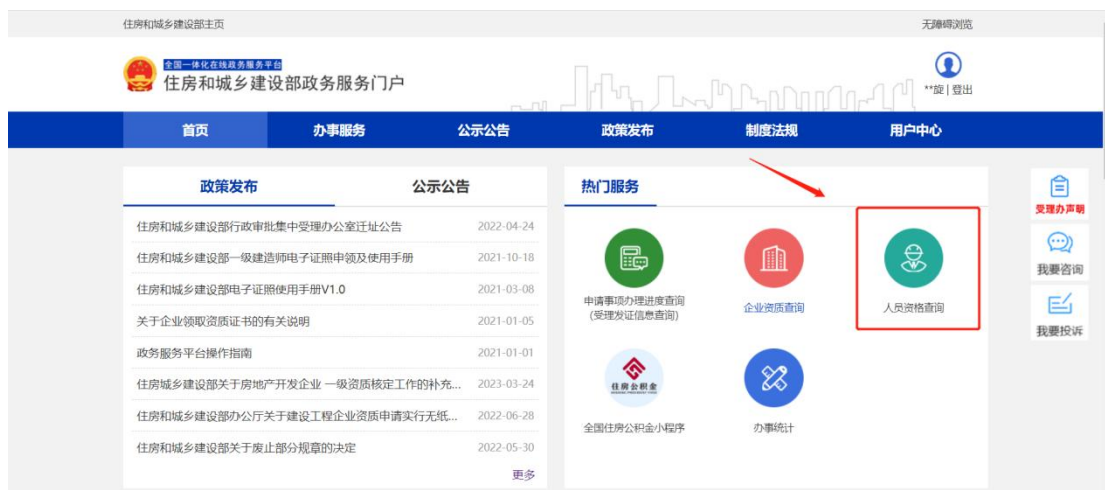 住房和城乡建设部主页
无障碍浏览
全国一体化在线政务服务平台
住房和城乡建设部政务服务门户
**旋 | 登出
首页
办事服务
公示公告
政策发布
制度法规
用户中心
政策发布
公示公告
住房和城乡建设部行政审批集中受理办公室迁址公告 2022-04-24
住房和城乡建设部一级建造师电子证照申领及使用手册 2021-10-18
住房和城乡建设部电子证照使用手册V1.0 2021-03-08
关于企业领取资质证书的有关说明 2021-01-05
政务服务平台操作指南 2021-01-01
住房城乡建设部关于房地产开发企业 一级资质核定工作的补充... 2023-03-24
住房和城乡建设部办公厅关于建设工程企业资质申请实行无纸... 2022-06-28
住房和城乡建设部关于废止部分规章的决定 2022-05-30
更多
热门服务
申请事项办理进度查询
(受理发证信息查询)
企业资质查询
人员资格查询
住房公积金
全国住房公积金小程序
办事统计
受理办声明
我要咨询
我要投诉